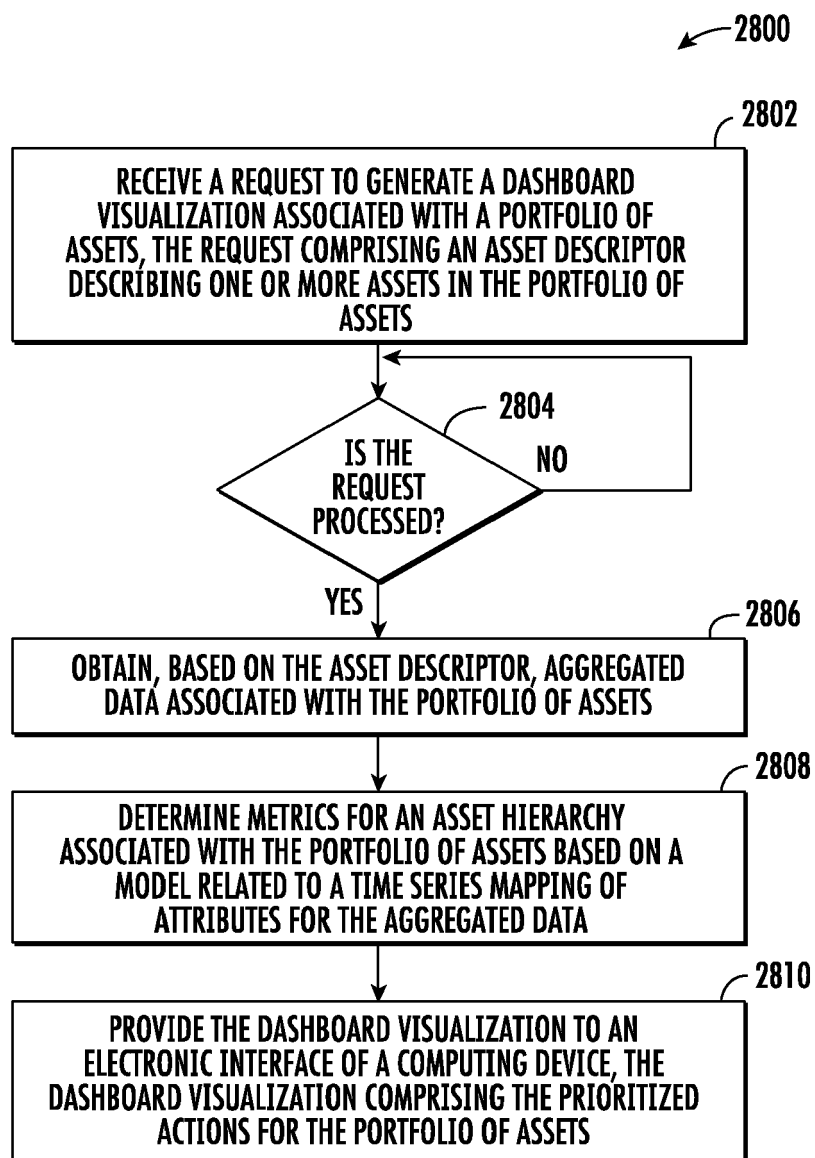 2800
2802
RECEIVE A REQUEST TO GENERATE A DASHBOARD
VISUALIZATION ASSOCIATED WITH A PORTFOLIO OF
ASSETS, THE REQUEST COMPRISING AN ASSET DESCRIPTOR
DESCRIBING ONE OR MORE ASSETS IN THE PORTFOLIO OF
ASSETS
2804
IS THE
REQUEST
PROCESSED?
NO
YES
2806
OBTAIN, BASED ON THE ASSET DESCRIPTOR, AGGREGATED
DATA ASSOCIATED WITH THE PORTFOLIO OF ASSETS
2808
DETERMINE METRICS FOR AN ASSET HIERARCHY
ASSOCIATED WITH THE PORTFOLIO OF ASSETS BASED ON A
MODEL RELATED TO A TIME SERIES MAPPING OF
ATTRIBUTES FOR THE AGGREGATED DATA
2810
PROVIDE THE DASHBOARD VISUALIZATION TO AN
ELECTRONIC INTERFACE OF A COMPUTING DEVICE, THE
DASHBOARD VISUALIZATION COMPRISING THE PRIORITIZED
ACTIONS FOR THE PORTFOLIO OF ASSETS